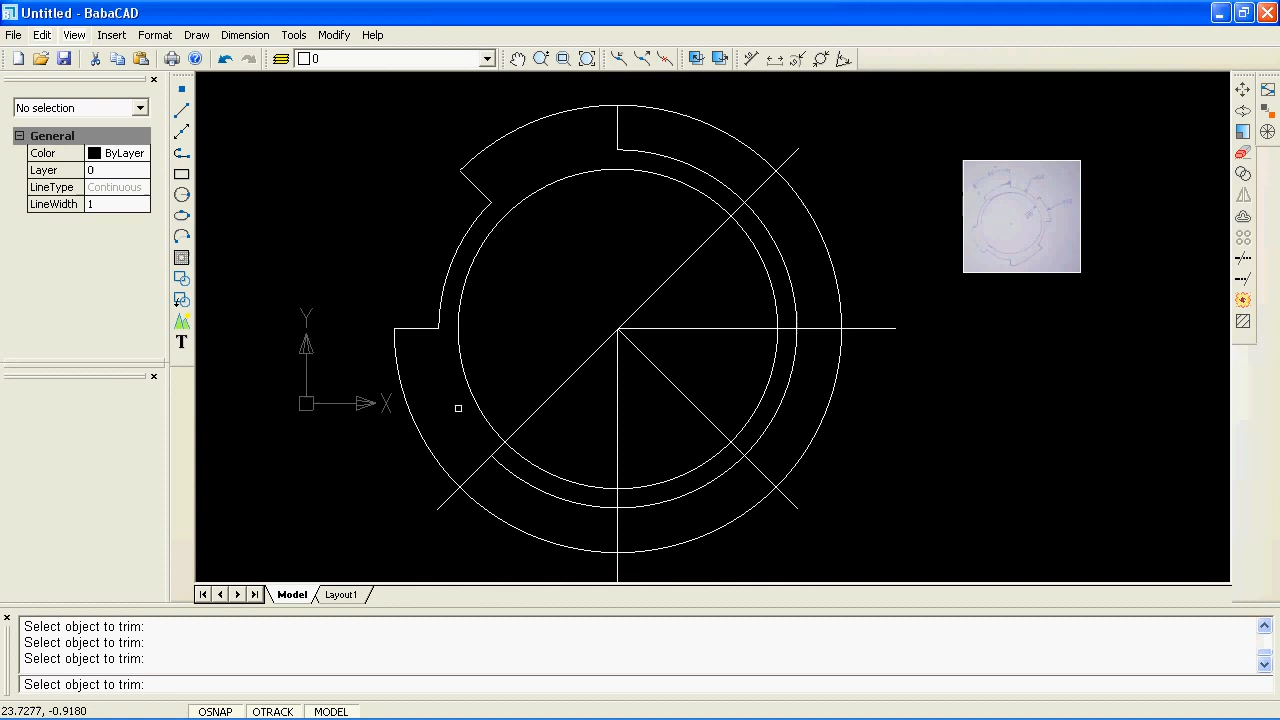 Untitled - BabaCAD
File Edit View Insert Format Draw Dimension Tools Modify Help
0
No selection
General
Color ByLayer
Layer 0
LineType Continuous
LineWidth 1
T
Y
X
Model Layout1
Select object to trim:
Select object to trim:
Select object to trim:
Select object to trim:
23.7277, -0.9180 OSNAP OTRACK MODEL